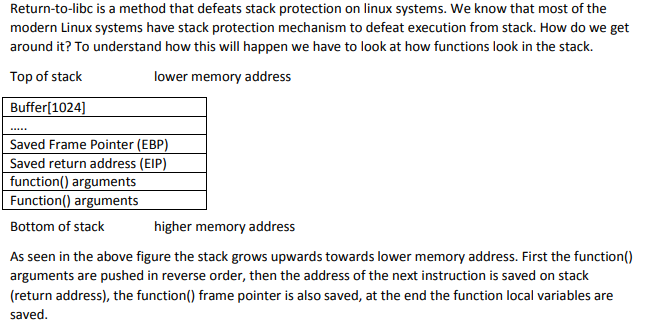 Return-to-libc is a method that defeats stack protection on linux systems. We know that most of the
modern Linux systems have stack protection mechanism to defeat execution from stack. How do we get
around it? To understand how this will happen we have to look at how functions look in the stack.
Top of stack lower memory address
Buffer[1024]
.....
Saved Frame Pointer (EBP)
Saved return address (EIP)
function() arguments
Function() arguments
Bottom of stack higher memory address
As seen in the above figure the stack grows upwards towards lower memory address. First the function()
arguments are pushed in reverse order, then the address of the next instruction is saved on stack
(return address), the function() frame pointer is also saved, at the end the function local variables are
saved.